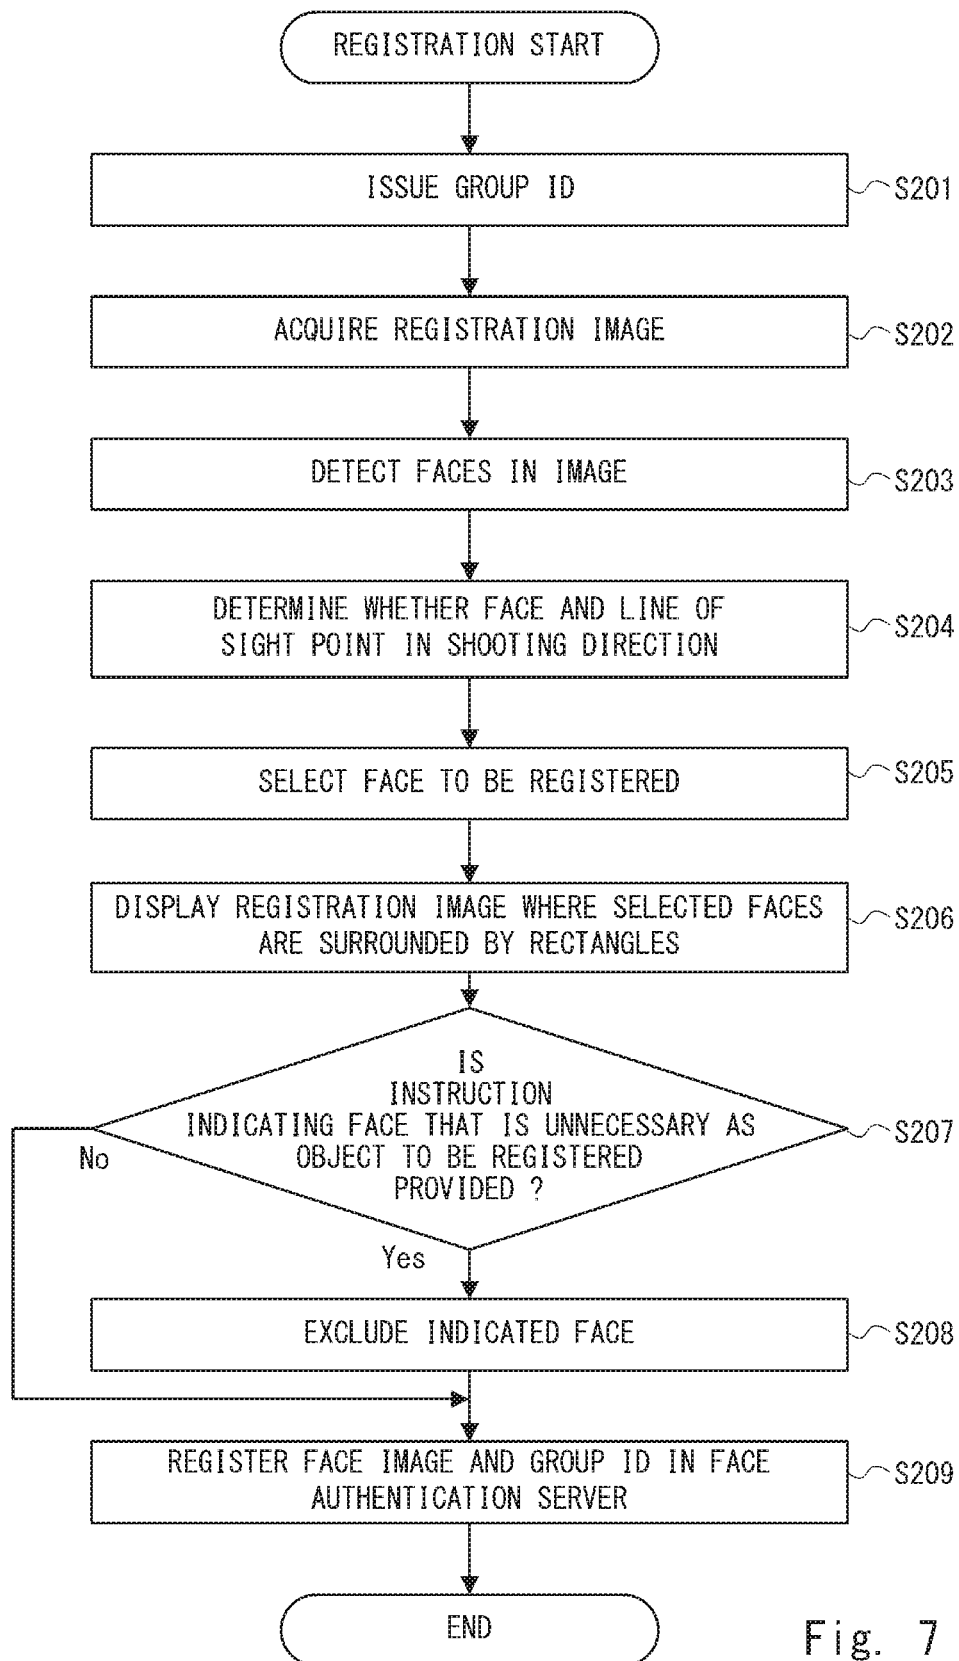 REGISTRATION START
ISSUE GROUP ID
S201
ACQUIRE REGISTRATION IMAGE
S202
DETECT FACES IN IMAGE
S203
DETERMINE WHETHER FACE AND LINE OF
SIGHT POINT IN SHOOTING DIRECTION
S204
SELECT FACE TO BE REGISTERED
S205
DISPLAY REGISTRATION IMAGE WHERE SELECTED FACES
ARE SURROUNDED BY RECTANGLES
S206
IS
INSTRUCTION
INDICATING FACE THAT IS UNNECESSARY AS
OBJECT TO BE REGISTERED
PROVIDED ?
S207
No
Yes
EXCLUDE INDICATED FACE
S208
REGISTER FACE IMAGE AND GROUP ID IN FACE
AUTHENTICATION SERVER
S209
END
Fig. 7